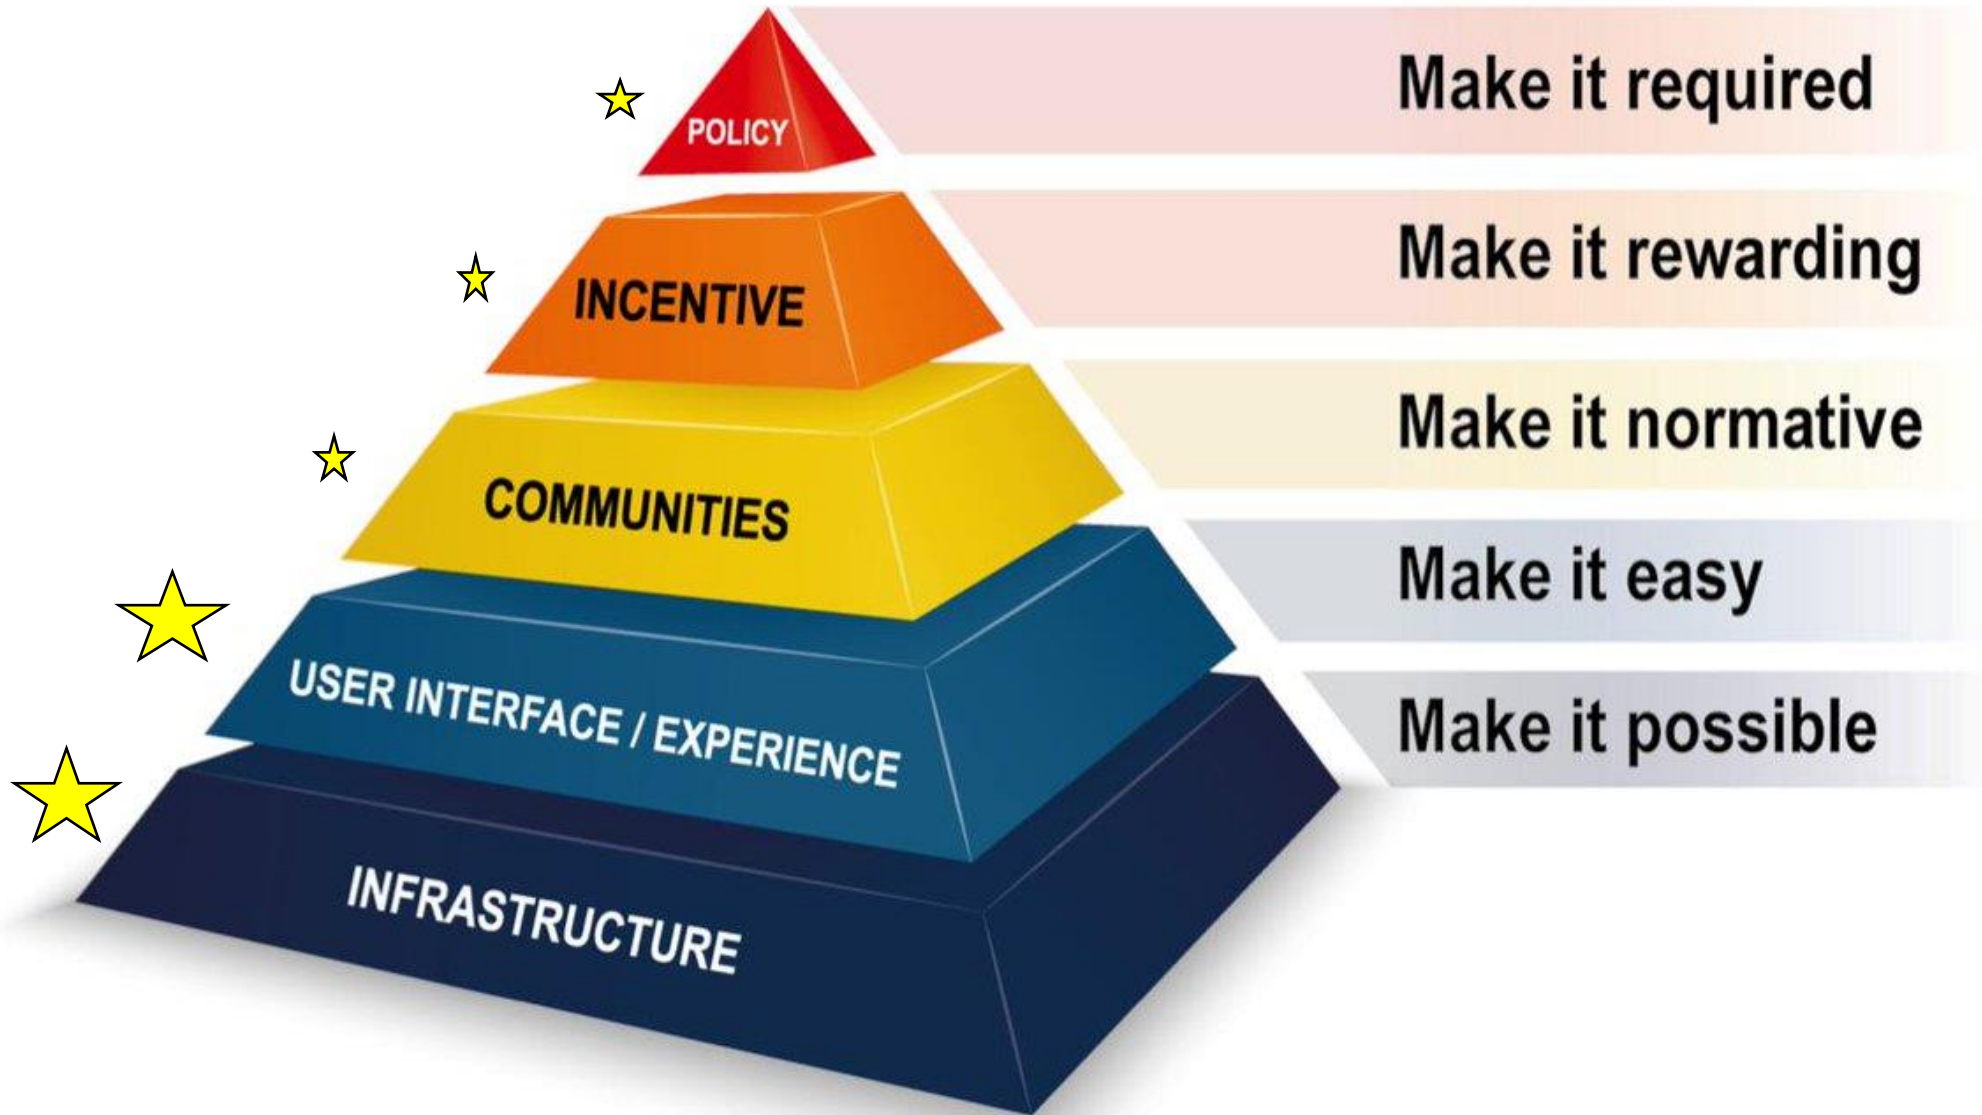 POLICY
Make it required
INCENTIVE
Make it rewarding
COMMUNITIES
Make it normative
USER INTERFACE / EXPERIENCE
Make it easy
INFRASTRUCTURE
Make it possible